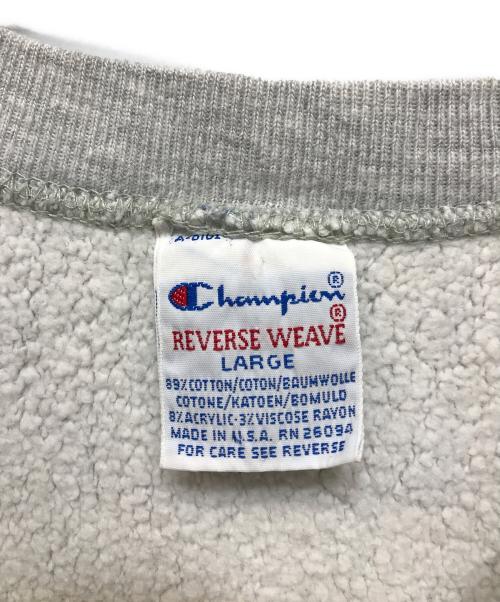 Champion®
REVERSE WEAVE®
LARGE
89% COTTON/COTON/BAUMWOLLE
COTONE/KATOEN/BOMULD
8% ACRYLIC·3% VISCOSE RAYON
MADE IN U.S.A. RN 26094
FOR CARE SEE REVERSE